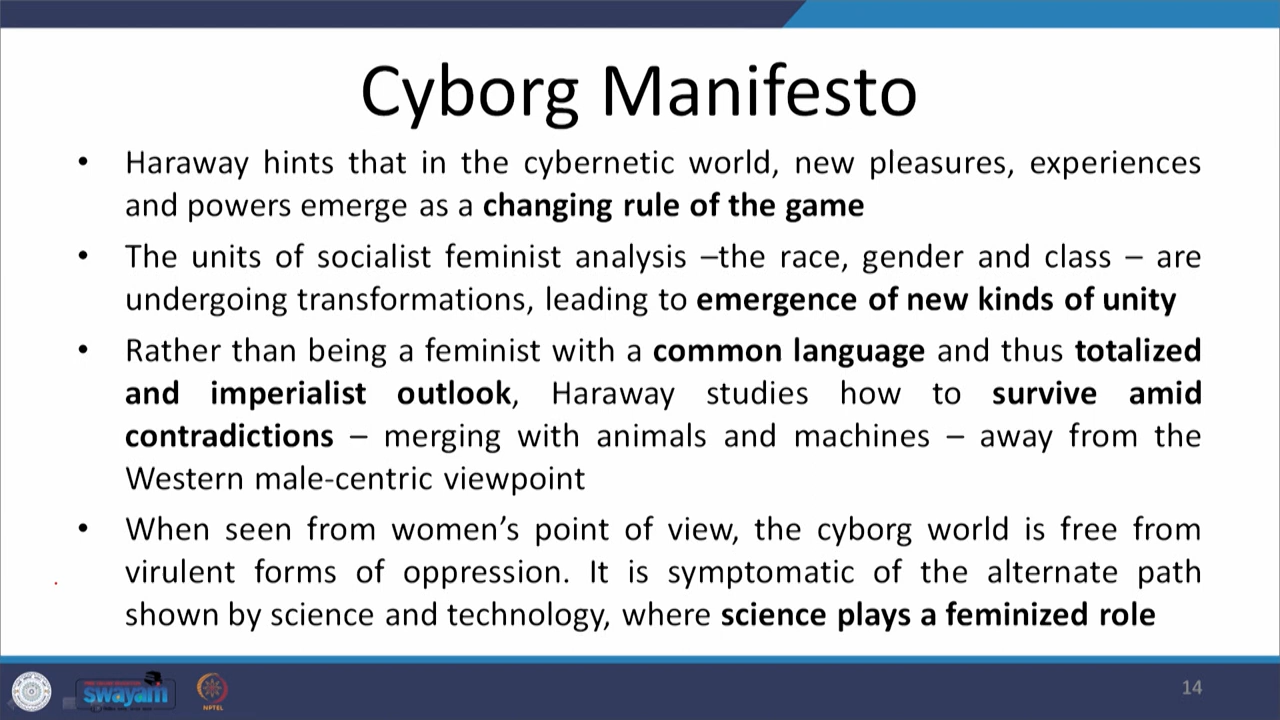 Cyborg Manifesto
• Haraway hints that in the cybernetic world, new pleasures, experiences
and powers emerge as a changing rule of the game
• The units of socialist feminist analysis –the race, gender and class – are
undergoing transformations, leading to emergence of new kinds of unity
• Rather than being a feminist with a common language and thus totalized
and imperialist outlook, Haraway studies how to survive amid
contradictions – merging with animals and machines – away from the
Western male-centric viewpoint
• When seen from women’s point of view, the cyborg world is free from
virulent forms of oppression. It is symptomatic of the alternate path
shown by science and technology, where science plays a feminized role
swayam
NPTEL
14